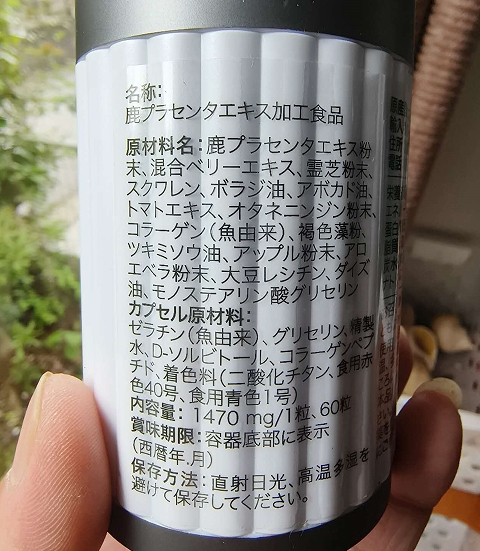 名称:
鹿プラセンタエキス加工食品
原材料名:鹿プラセンタエキス粉
末、混合ベリーエキス、霊芝粉末、
スクワレン、ボラジ油、アボカド油、
トマトエキス、オタネニンジン粉末、
コラーゲン(魚由来)、褐色藻粉、
ツキミソウ油、アップル粉末、アロ
エベラ粉末、大豆レシチン、ダイズ
油、モノステアリン酸グリセリン
カプセル原材料:
ゼラチン(魚由来)、グリセリン、精製
水、D-ソルビトール、コラーゲンペプ
チド、着色料(二酸化チタン、食用赤
色40号、食用青色1号)
内容量: 1470 mg/1粒、60粒
賞味期限:容器底部に表示
(西暦年.月)
保存方法: 直射日光、高温多湿を
避けて保存してください。
原産
輸入
住所
電話
栄養
エネ